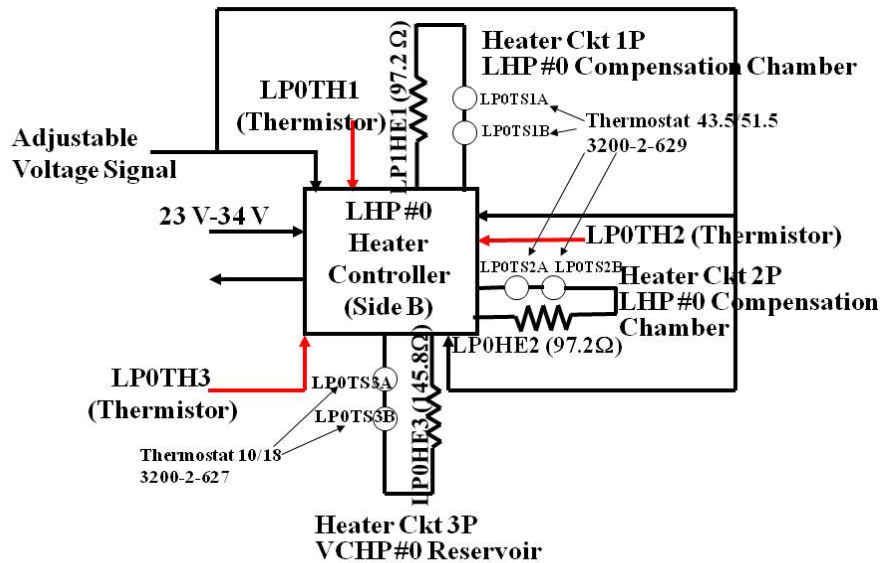 Heater Ckt 1P
LHP #0 Compensation Chamber
LP0TH1
(Thermistor)
LP1HE1 (97.2 Ω)
LP0TS1A
LP0TS1B
Thermostat 43.5/51.5
3200-2-629
Adjustable
Voltage Signal
23 V-34 V
LHP #0
Heater
Controller
(Side B)
LP0TH2 (Thermistor)
LP0TS2A LP0TS2B
Heater Ckt 2P
LHP #0 Compensation
Chamber
LP0HE2 (97.2Ω)
LP0TH3
(Thermistor)
LP0TS3A
LP0TS3B
LP0HE3 (145.8Ω)
Thermostat 10/18
3200-2-627
Heater Ckt 3P
VCHP #0 Reservoir